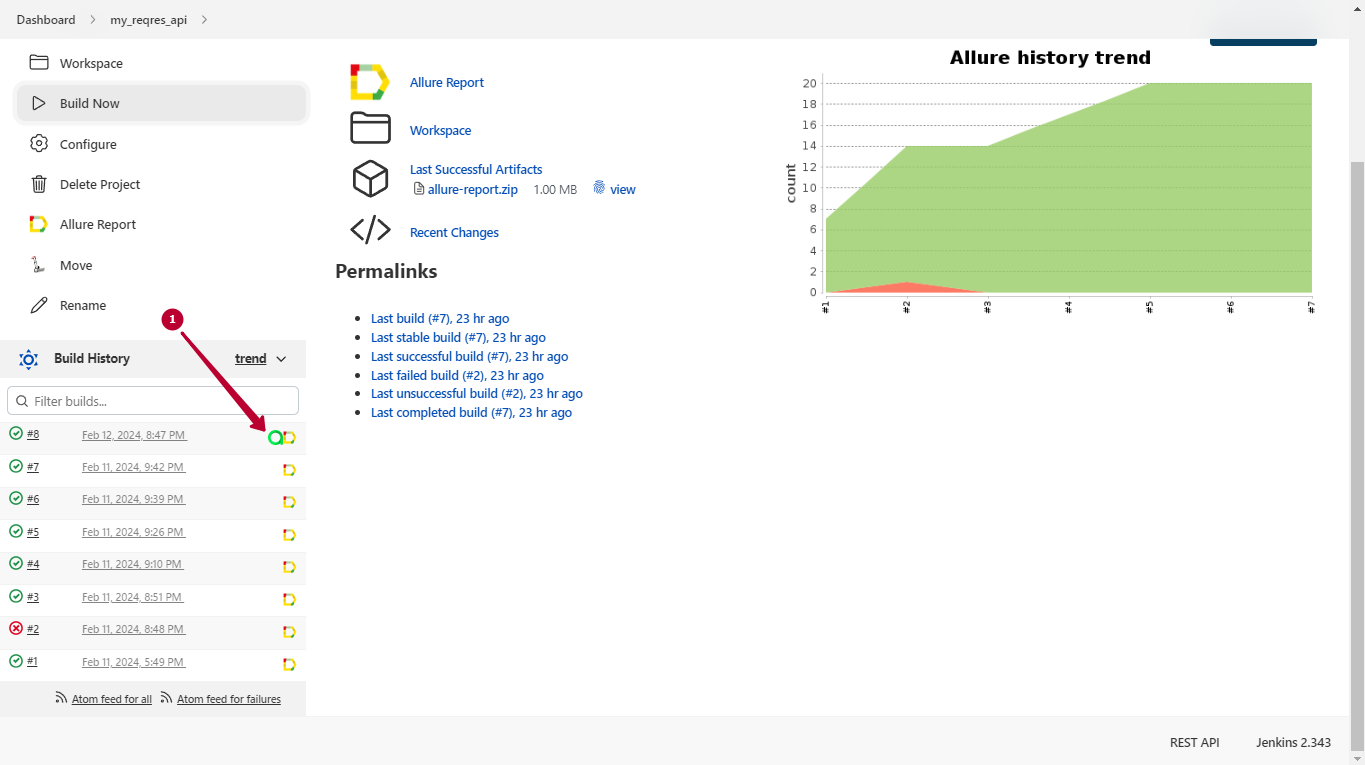 Dashboard my_reqres_api
Workspace
Build Now
Configure
Delete Project
Allure Report
Move
Rename
1
Build History trend
Filter builds...
#8 Feb 12, 2024, 8:47 PM
#7 Feb 11, 2024, 9:42 PM
#6 Feb 11, 2024, 9:39 PM
#5 Feb 11, 2024, 9:26 PM
#4 Feb 11, 2024, 9:10 PM
#3 Feb 11, 2024, 8:51 PM
#2 Feb 11, 2024, 8:48 PM
#1 Feb 11, 2024, 5:49 PM
Atom feed for all Atom feed for failures
Allure Report
Workspace
Last Successful Artifacts
allure-report.zip 1.00 MB view
Recent Changes
Permalinks
Last build (#7), 23 hr ago
Last stable build (#7), 23 hr ago
Last successful build (#7), 23 hr ago
Last failed build (#2), 23 hr ago
Last unsuccessful build (#2), 23 hr ago
Last completed build (#7), 23 hr ago
Allure history trend
count
20
18
16
14
12
10
8
6
4
2
0
#1 #2 #3 #4 #5 #6 #7
REST API Jenkins 2.343